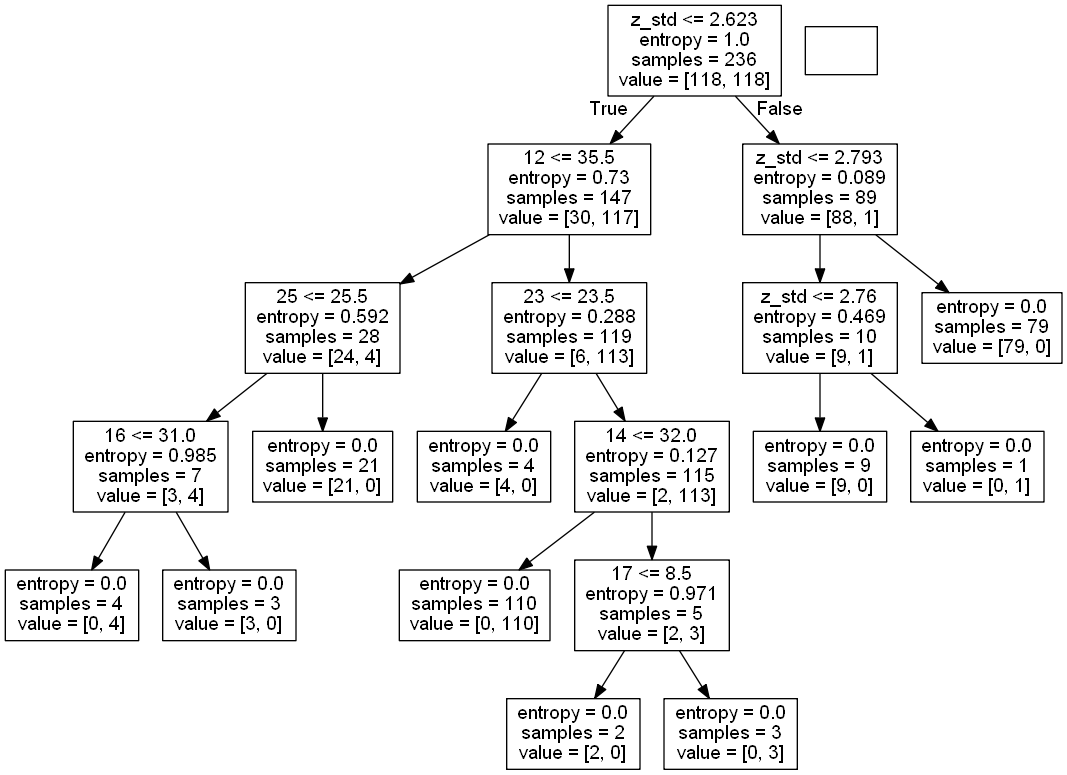 z_std <= 2.623
entropy = 1.0
samples = 236
value = [118, 118]
True
False
12 <= 35.5
entropy = 0.73
samples = 147
value = [30, 117]
z_std <= 2.793
entropy = 0.089
samples = 89
value = [88, 1]
25 <= 25.5
entropy = 0.592
samples = 28
value = [24, 4]
23 <= 23.5
entropy = 0.288
samples = 119
value = [6, 113]
z_std <= 2.76
entropy = 0.469
samples = 10
value = [9, 1]
entropy = 0.0
samples = 79
value = [79, 0]
16 <= 31.0
entropy = 0.985
samples = 7
value = [3, 4]
entropy = 0.0
samples = 21
value = [21, 0]
entropy = 0.0
samples = 4
value = [4, 0]
14 <= 32.0
entropy = 0.127
samples = 115
value = [2, 113]
entropy = 0.0
samples = 9
value = [9, 0]
entropy = 0.0
samples = 1
value = [0, 1]
entropy = 0.0
samples = 4
value = [0, 4]
entropy = 0.0
samples = 3
value = [3, 0]
entropy = 0.0
samples = 110
value = [0, 110]
17 <= 8.5
entropy = 0.971
samples = 5
value = [2, 3]
entropy = 0.0
samples = 2
value = [2, 0]
entropy = 0.0
samples = 3
value = [0, 3]